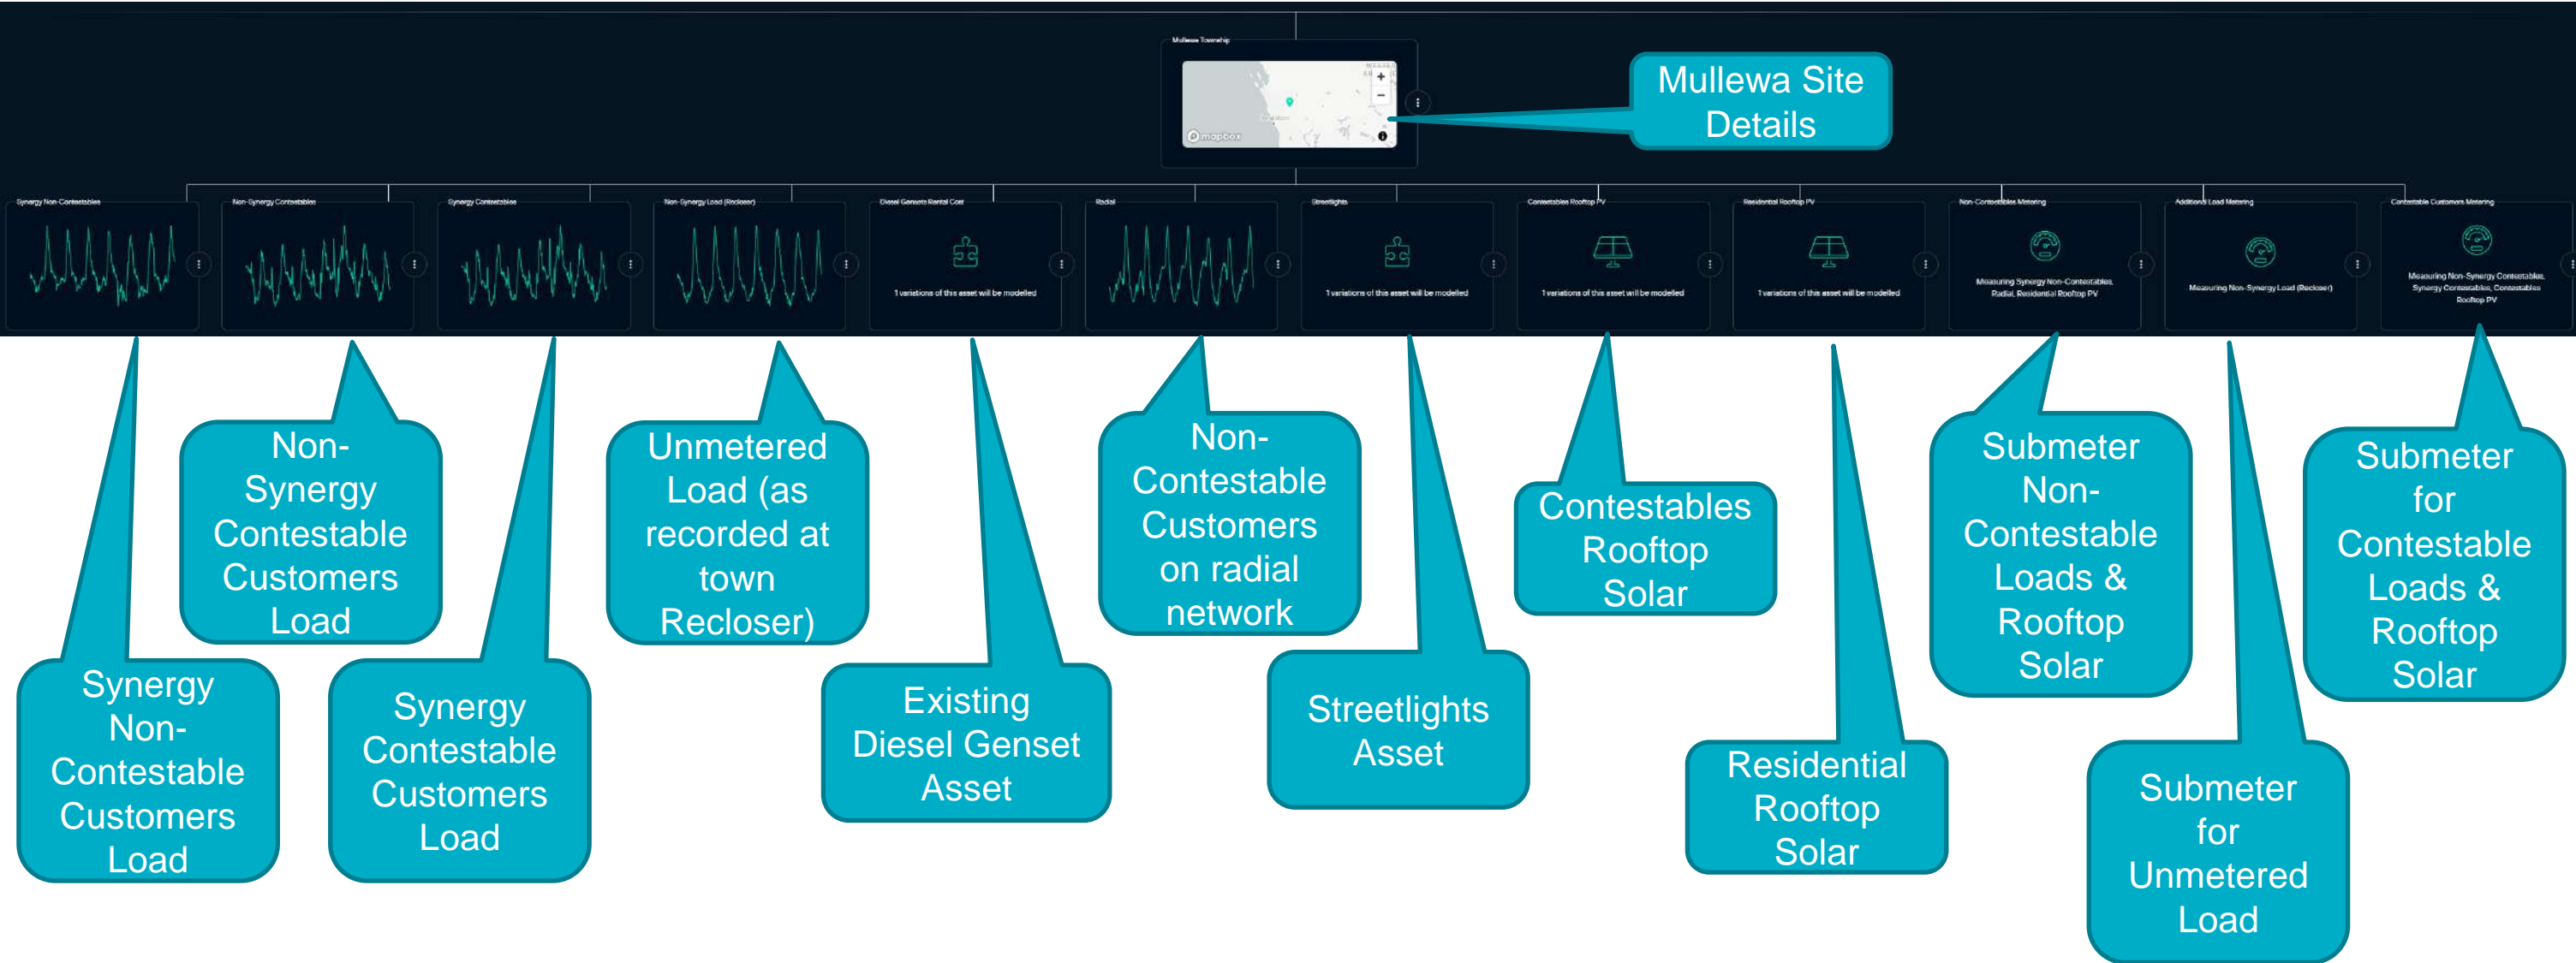 Mullewa Township
mapbox
Mullewa Site
Details
Synergy Non-Contestables
Non-Synergy Contestables
Synergy Contestables
Non-Synergy Load (Recloser)
Diesel Gensets Rental Cost
1 variations of this asset will be modelled
Radial
Streetlights
1 variations of this asset will be modelled
Contestables Rooftop PV
1 variations of this asset will be modelled
Residential Rooftop PV
1 variations of this asset will be modelled
Non-Contestables Metering
Measuring Synergy Non-Contestables,
Radial, Residential Rooftop PV
Additional Load Metering
Measuring Non-Synergy Load (Recloser)
Contestable Customers Metering
Measuring Non-Synergy Contestables,
Synergy Contestables, Contestables
Rooftop PV
Synergy
Non-
Contestable
Customers
Load
Non-
Synergy
Contestable
Customers
Load
Synergy
Contestable
Customers
Load
Unmetered
Load (as
recorded at
town
Recloser)
Existing
Diesel Genset
Asset
Non-
Contestable
Customers
on radial
network
Streetlights
Asset
Contestables
Rooftop
Solar
Residential
Rooftop
Solar
Submeter
Non-
Contestable
Loads &
Rooftop
Solar
Submeter
for
Unmetered
Load
Submeter
for
Contestable
Loads &
Rooftop
Solar